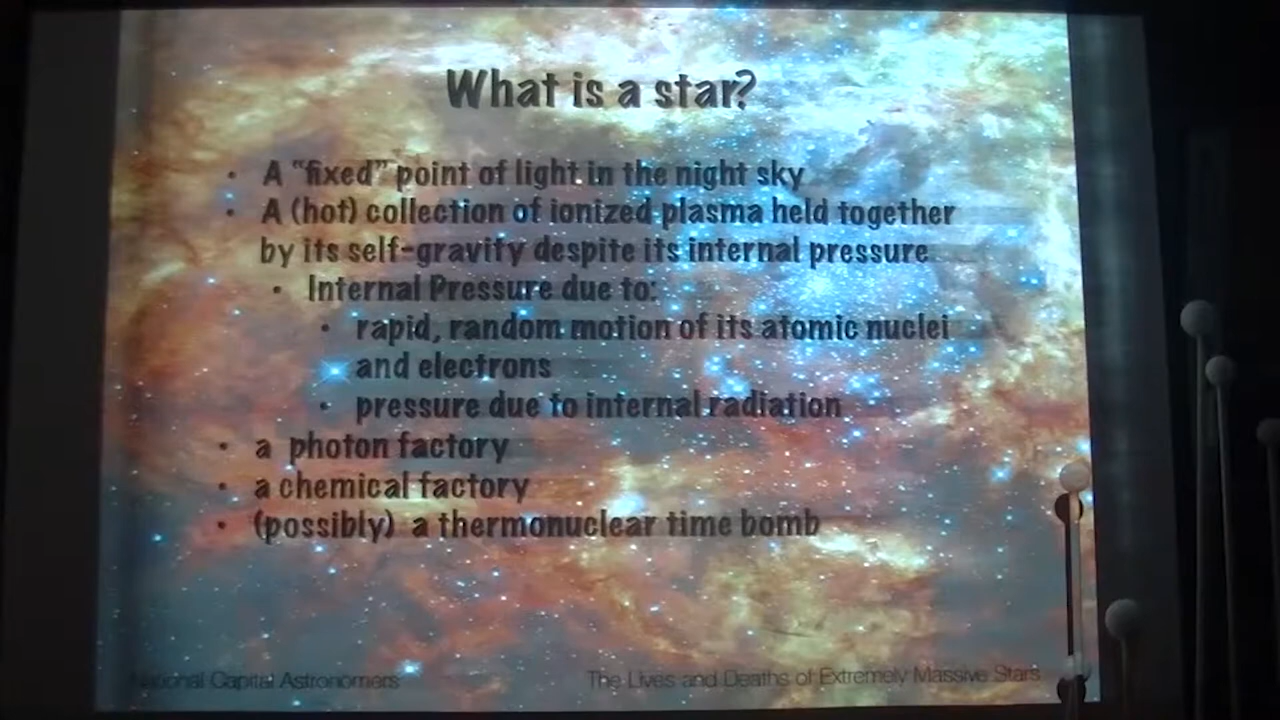 What is a star?
• A “fixed” point of light in the night sky
• A (hot) collection of ionized plasma held together
by its self-gravity despite its internal pressure
• Internal Pressure due to:
• rapid, random motion of its atomic nuclei
and electrons
• pressure due to internal radiation
• a photon factory
• a chemical factory
• (possibly) a thermonuclear time bomb
National Capital Astronomers
The Lives and Deaths of Extremely Massive Stars